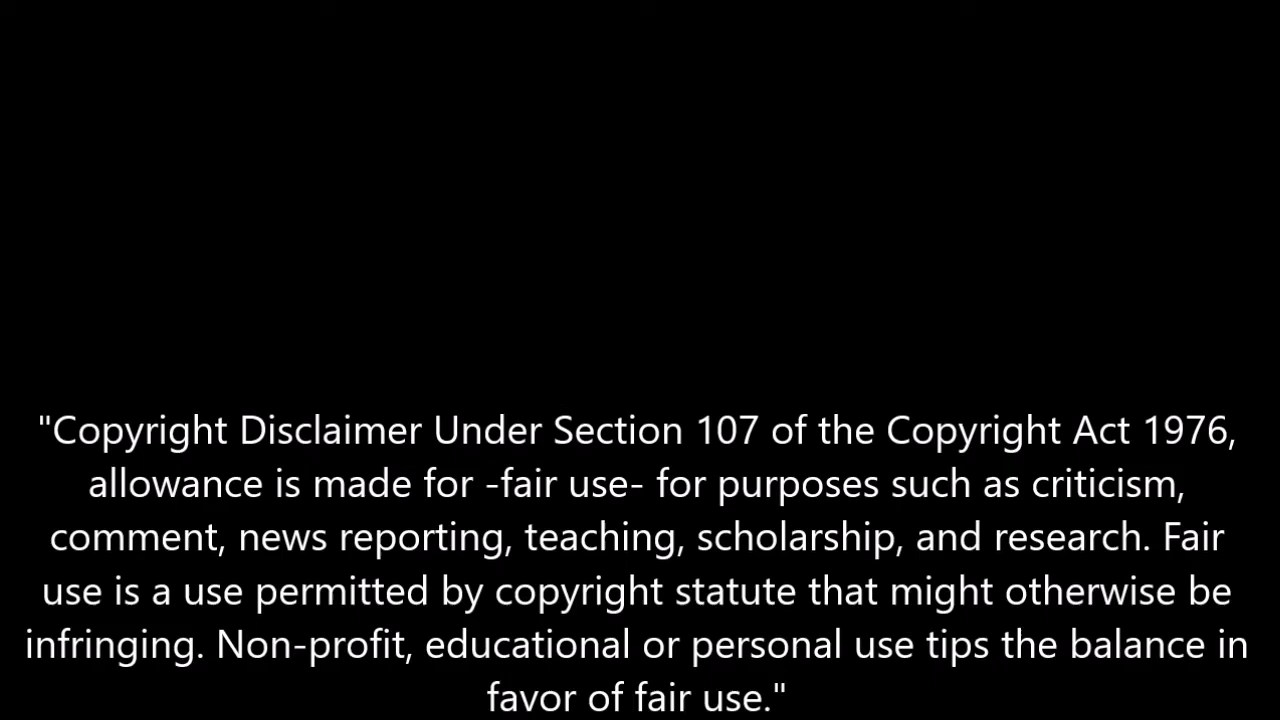 "Copyright Disclaimer Under Section 107 of the Copyright Act 1976,
allowance is made for -fair use- for purposes such as criticism,
comment, news reporting, teaching, scholarship, and research. Fair
use is a use permitted by copyright statute that might otherwise be
infringing. Non-profit, educational or personal use tips the balance in
favor of fair use."